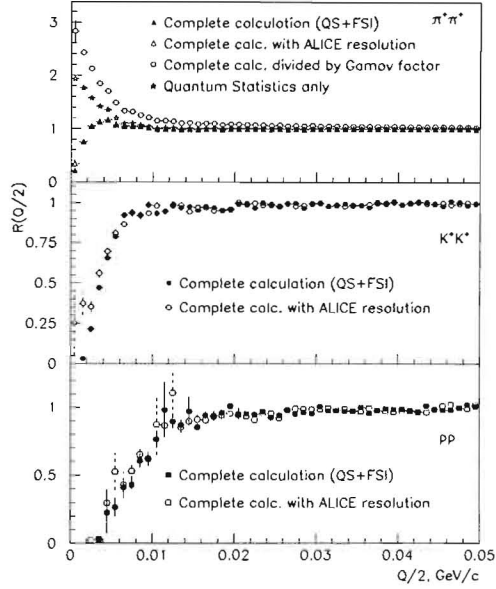 3
Complete calculation (QS+FSI)
π⁺π⁺
Complete calc. with ALICE resolution
Complete calc. divided by Gamov factor
2
Quantum Statistics only
1
0
R(Q/2)
1
0.75
K⁺K⁺
0.5
Complete calculation (QS+FSI)
Complete calc. with ALICE resolution
0.25
0
1
pp
0.5
Complete calculation (QS+FSI)
Complete calc. with ALICE resolution
0
0 0.01 0.02 0.03 0.04 0.05
Q/2, GeV/c